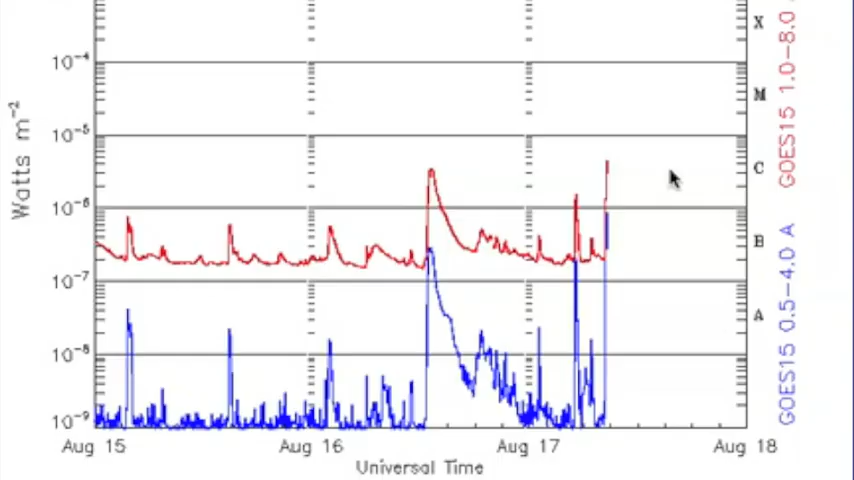 X
10⁻⁴
M
10⁻⁵
C
10⁻⁶
B
10⁻⁷
A
10⁻⁸
10⁻⁹
Watts m⁻²
Aug 15
Aug 16
Aug 17
Aug 18
Universal Time
GOES15 1.0–8.0
GOES15 0.5–4.0 A